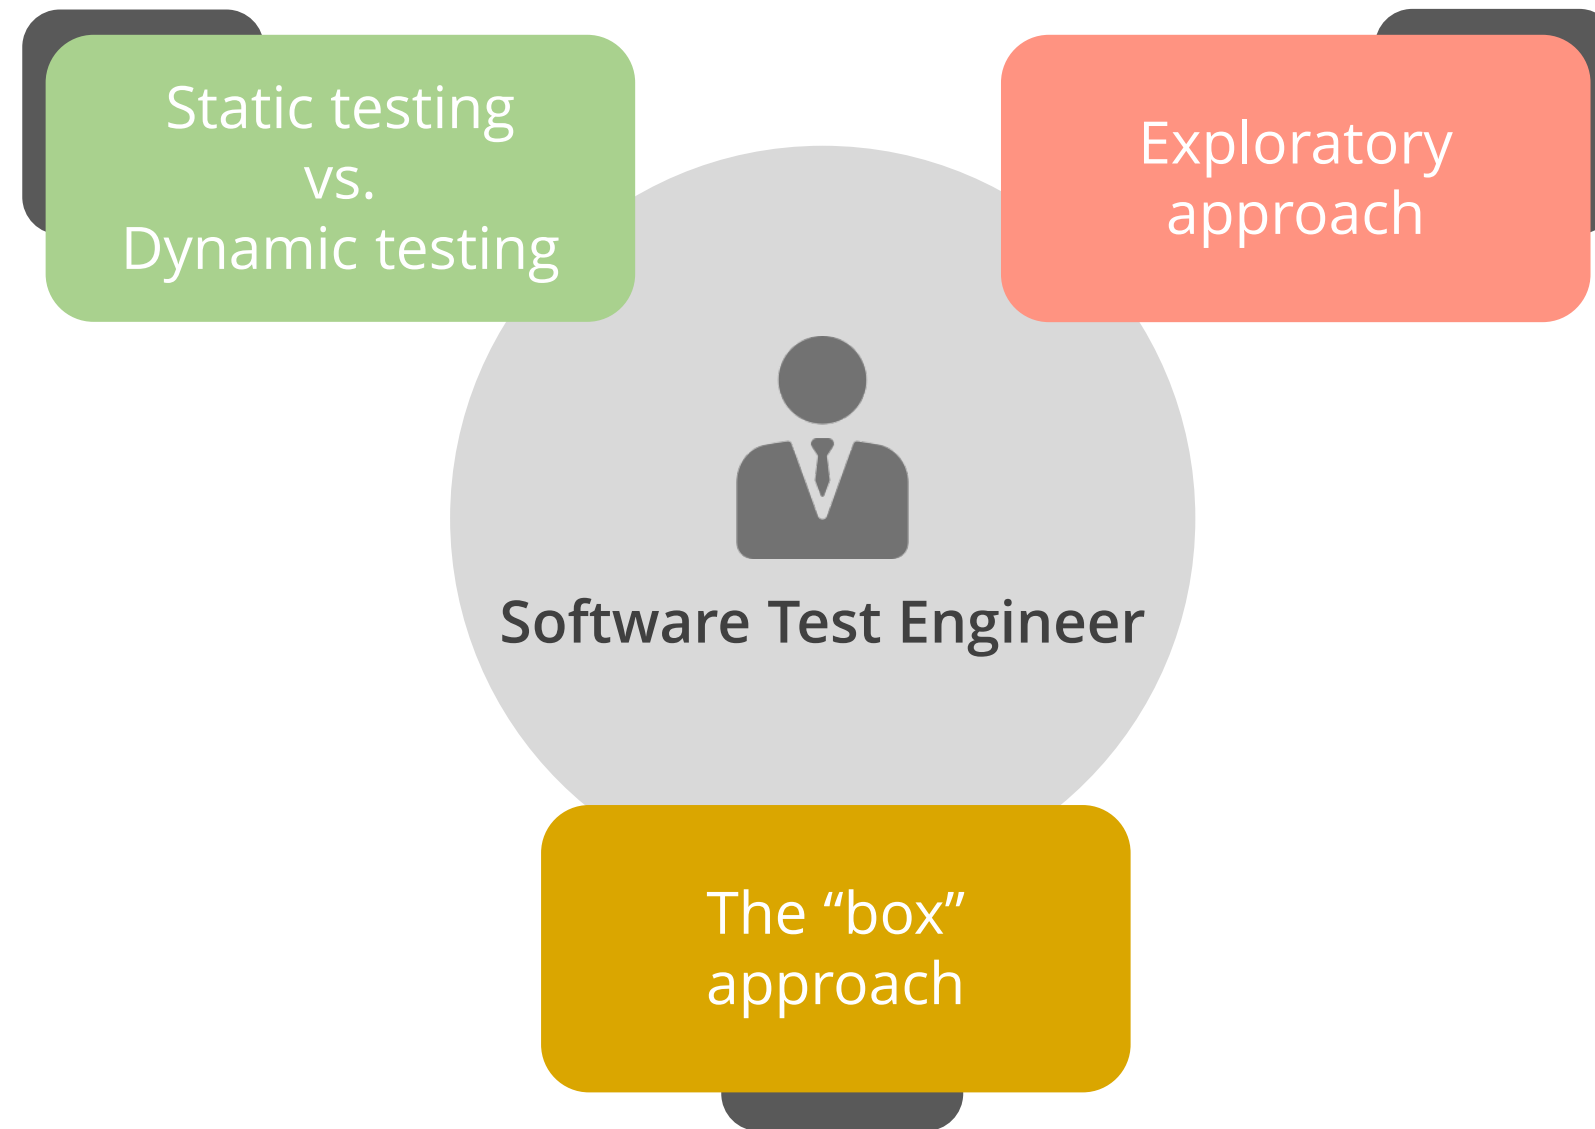 Static testing
vs.
Dynamic testing
Exploratory
approach
Software Test Engineer
The “box”
approach